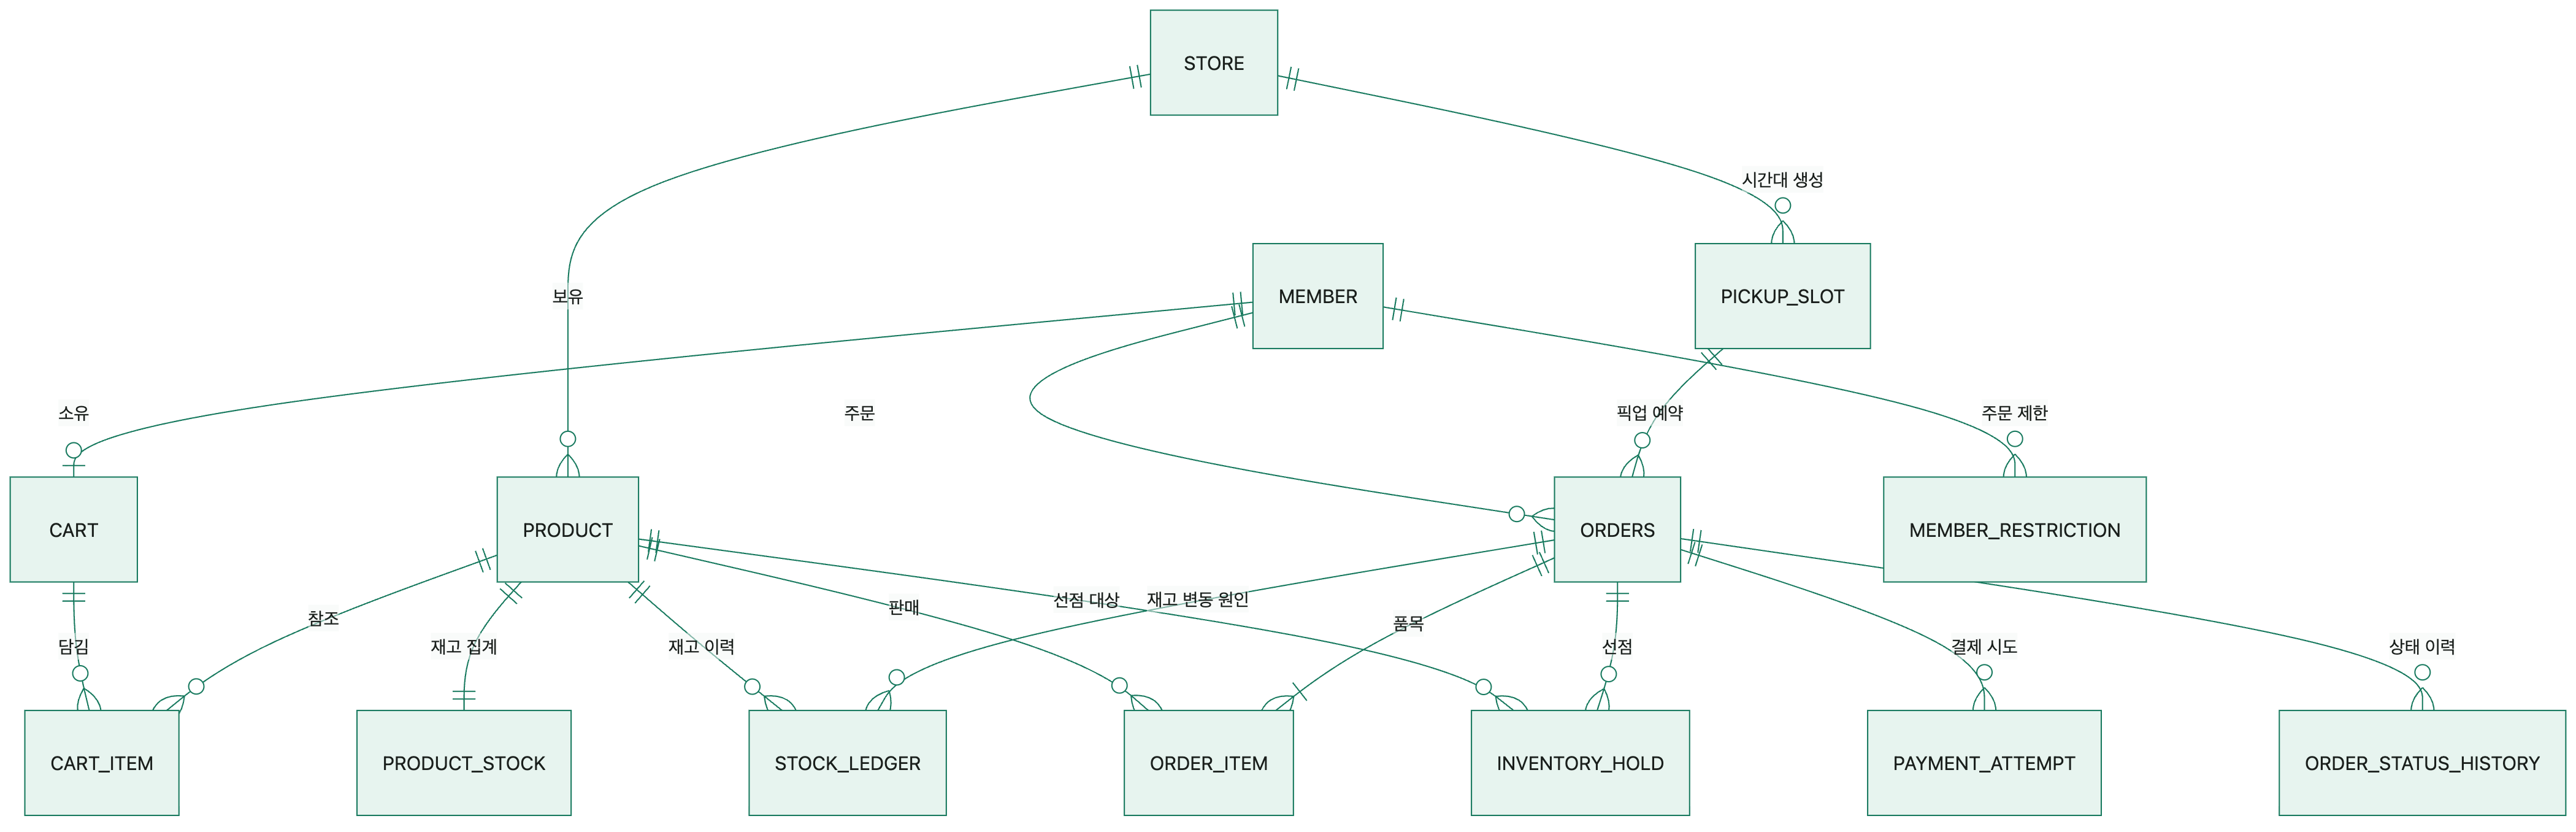 STORE
시간대 생성
보유
MEMBER
PICKUP_SLOT
소유
주문
픽업 예약
주문 제한
CART
PRODUCT
ORDERS
MEMBER_RESTRICTION
담김
참조
재고 집계
재고 이력
판매
선점 대상
재고 변동 원인
품목
선점
결제 시도
상태 이력
CART_ITEM
PRODUCT_STOCK
STOCK_LEDGER
ORDER_ITEM
INVENTORY_HOLD
PAYMENT_ATTEMPT
ORDER_STATUS_HISTORY